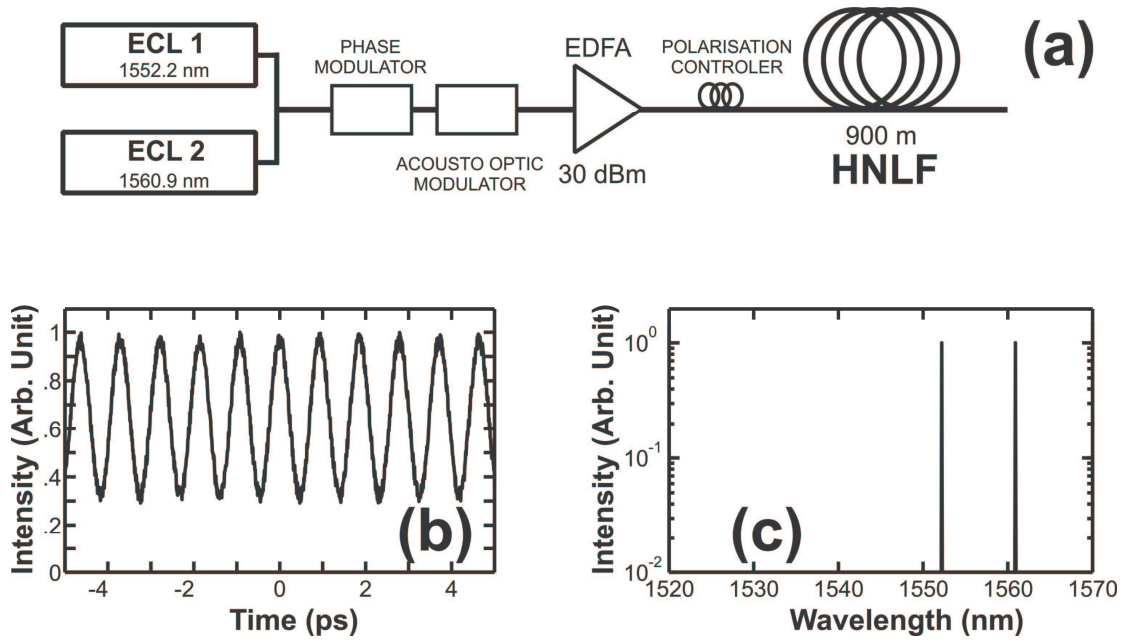 ECL 1
1552.2 nm
ECL 2
1560.9 nm
PHASE
MODULATOR
ACOUSTO OPTIC
MODULATOR
EDFA
30 dBm
POLARISATION
CONTROLER
900 m
HNLF
(a)
Intensity (Arb. Unit)
1
.8
.6
.4
.2
0
-4
-2
0
2
4
Time (ps)
(b)
Intensity (Arb. Unit)
10^0
10^-1
10^-2
1520
1530
1540
1550
1560
1570
Wavelength (nm)
(c)